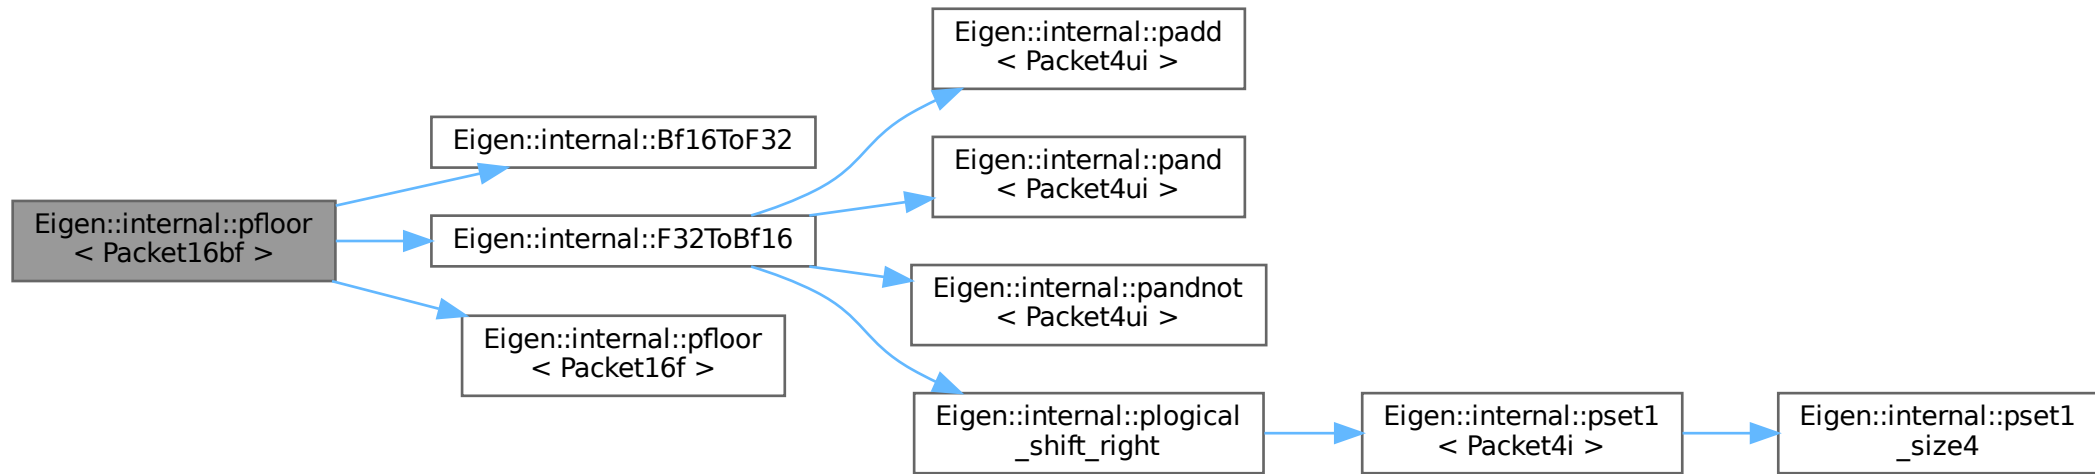 Eigen::internal::pfloor
< Packet16bf >
Eigen::internal::Bf16ToF32
Eigen::internal::F32ToBf16
Eigen::internal::pfloor
< Packet16f >
Eigen::internal::padd
< Packet4ui >
Eigen::internal::pand
< Packet4ui >
Eigen::internal::pandnot
< Packet4ui >
Eigen::internal::plogical
_shift_right
Eigen::internal::pset1
< Packet4i >
Eigen::internal::pset1
_size4